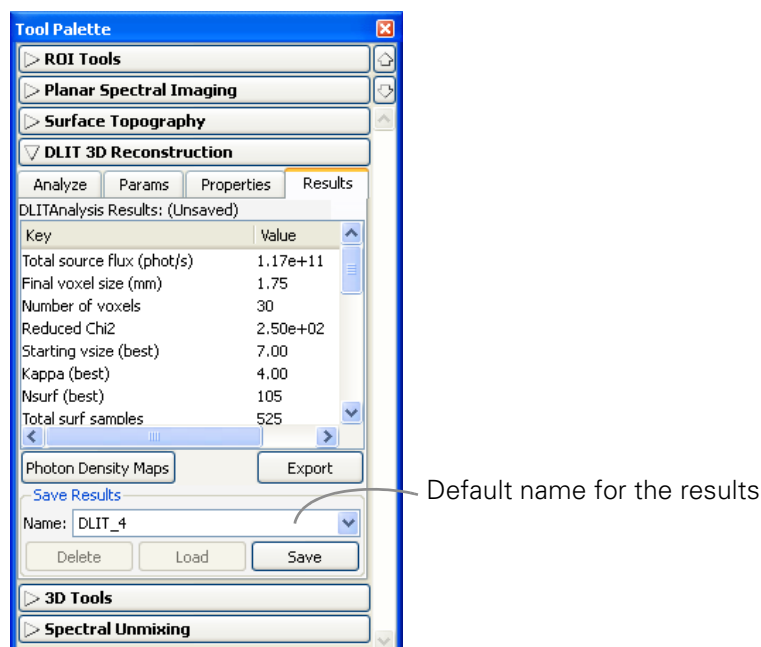 Tool Palette
ROI Tools
Planar Spectral Imaging
Surface Topography
DLIT 3D Reconstruction
Analyze Params Properties Results
DLITAnalysis Results: (Unsaved)
Key Value
Total source flux (phot/s) 1.17e+11
Final voxel size (mm) 1.75
Number of voxels 30
Reduced Chi2 2.50e+02
Starting vsize (best) 7.00
Kappa (best) 4.00
Nsurf (best) 105
Total surf samples 525
Photon Density Maps Export
Save Results
Default name for the results
Name: DLIT_4
Delete Load Save
3D Tools
Spectral Unmixing